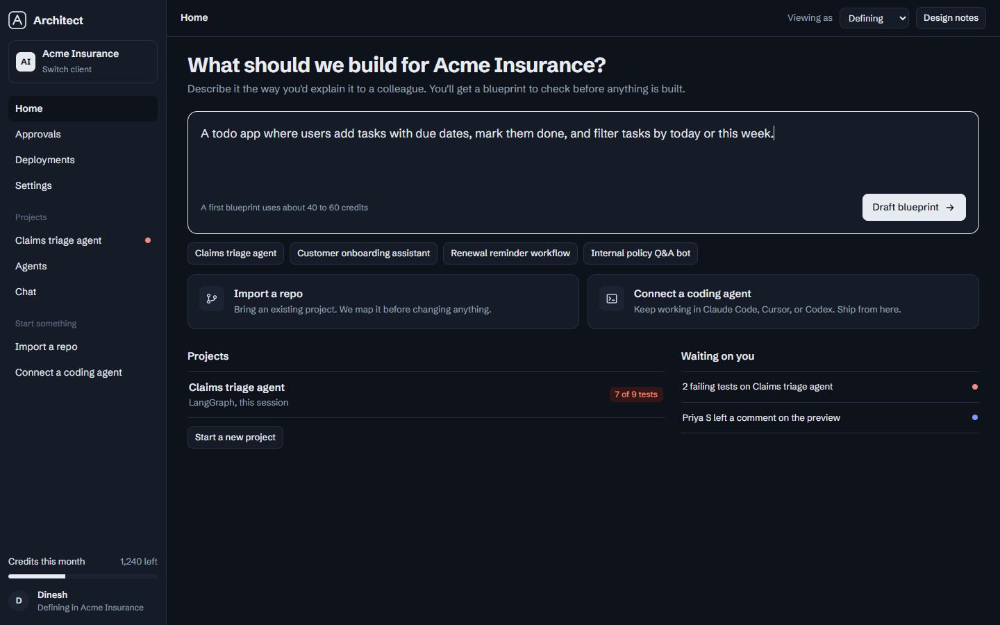 Architect
AI
Acme Insurance
Switch client
Home
Approvals
Deployments
Settings
Projects
Claims triage agent
Agents
Chat
Start something
Import a repo
Connect a coding agent
Credits this month
1,240 left
D
Dinesh
Defining in Acme Insurance
Home
Viewing as
Defining
Design notes
What should we build for Acme Insurance?
Describe it the way you'd explain it to a colleague. You'll get a blueprint to check before anything is built.
A todo app where users add tasks with due dates, mark them done, and filter tasks by today or this week.
A first blueprint uses about 40 to 60 credits
Draft blueprint →
Claims triage agent
Customer onboarding assistant
Renewal reminder workflow
Internal policy Q&A bot
Import a repo
Bring an existing project. We map it before changing anything.
Connect a coding agent
Keep working in Claude Code, Cursor, or Codex. Ship from here.
Projects
Claims triage agent
LangGraph, this session
7 of 9 tests
Start a new project
Waiting on you
2 failing tests on Claims triage agent
Priya S left a comment on the preview